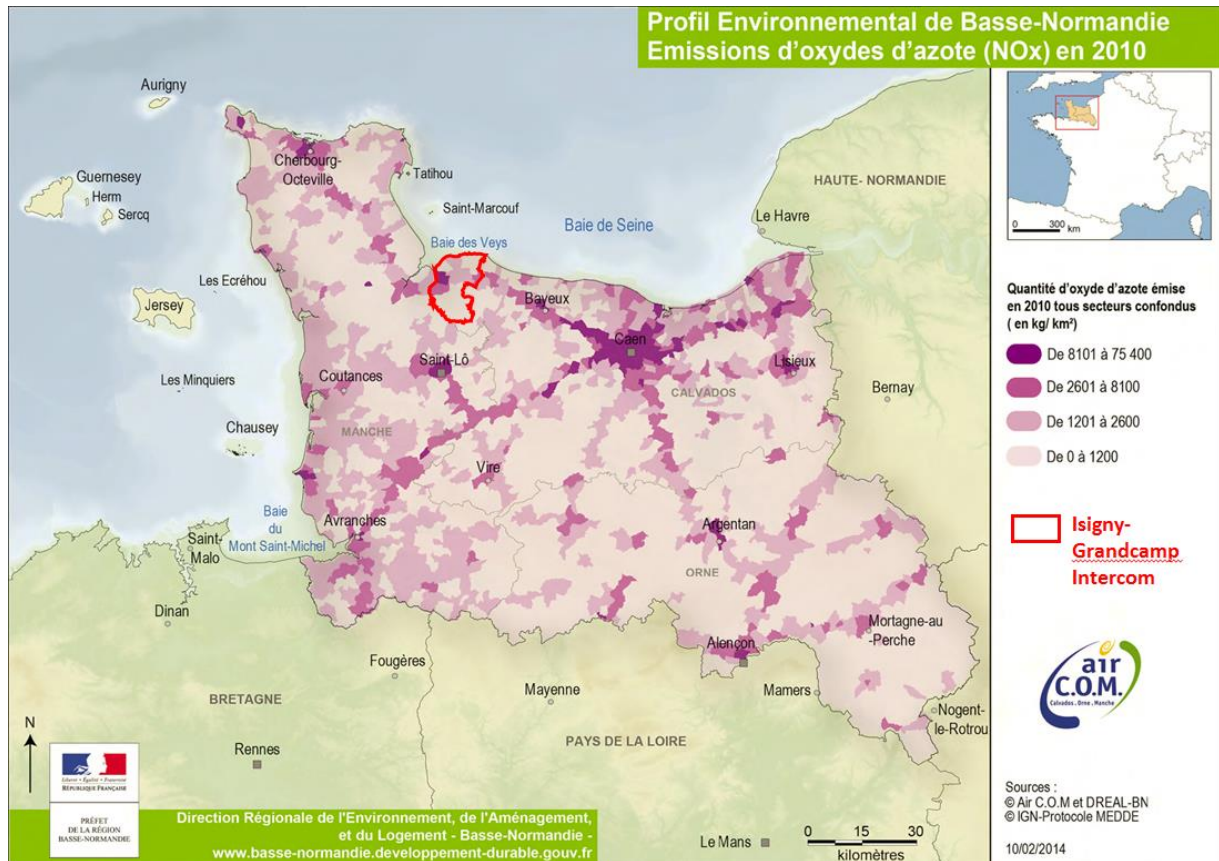 Profil Environnemental de Basse-Normandie
Emissions d'oxydes d'azote (NOx) en 2010
Aurigny
Cherbourg-
Octeville
Tatihou
Guernesey
Herm
Sercq
Saint-Marcouf
HAUTE- NORMANDIE
Le Havre
Baie de Seine
Baie des Veys
Les Ecréhou
Jersey
Bayeux
Caen
Saint-Lô
Lisieux
Les Minquiers
Coutances
CALVADOS
Bernay
Chausey
MANCHE
Vire
Avranches
Argentan
Baie
du
Mont Saint-Michel
Saint-
Malo
ORNE
Dinan
Mortagne-au
-Perche
Alençon
Fougères
Mayenne
Mamers
BRETAGNE
Nogent-
le-Rotrou
PAYS DE LA LOIRE
Rennes
Le Mans
N
0 300
km
Quantité d'oxyde d'azote émise
en 2010 tous secteurs confondus
( en kg/ km²)
De 8101 à 75 400
De 2601 à 8100
De 1201 à 2600
De 0 à 1200
Isigny-
Grandcamp
Intercom
air
C.O.M.
Calvados . Orne . Manche
Sources :
© Air C.O.M et DREAL-BN
© IGN-Protocole MEDDE
10/02/2014
Liberté • Égalité • Fraternité
RÉPUBLIQUE FRANÇAISE
PRÉFET
DE LA RÉGION
BASSE-NORMANDIE
Direction Régionale de l'Environnement, de l'Aménagement,
et du Logement - Basse-Normandie -
www.basse-normandie.developpement-durable.gouv.fr
0 15 30
kilomètres